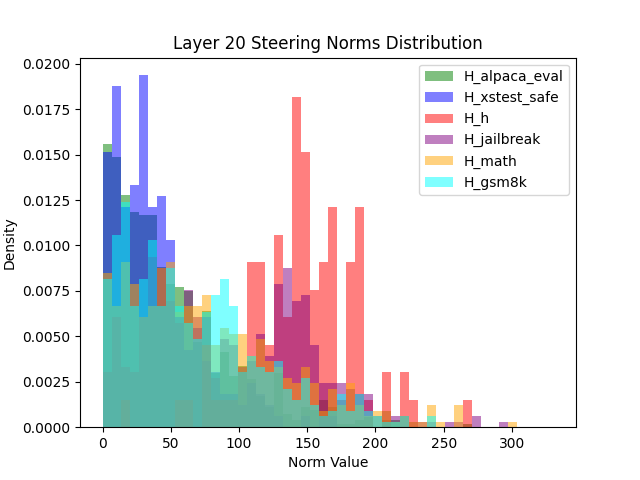 Layer 20 Steering Norms Distribution
0.0200
0.0175
0.0150
0.0125
0.0100
0.0075
0.0050
0.0025
0.0000
Density
H_alpaca_eval
H_xstest_safe
H_h
H_jailbreak
H_math
H_gsm8k
0 50 100 150 200 250 300
Norm Value